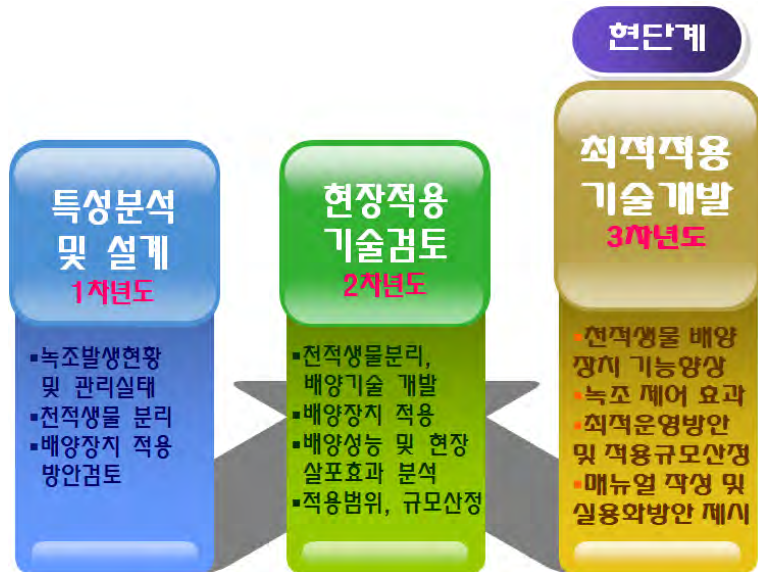 현단계
특성분석
및 설계
1차년도
▪녹조발생현황
및 관리실태
▪천적생물 분리
▪배양장치 적용
방안검토
현장적용
기술검토
2차년도
▪천적생물분리,
배양기술 개발
▪배양장치 적용
▪배양성능 및 현장
살포효과 분석
▪적용범위, 규모산정
최적적용
기술개발
3차년도
▪천적생물 배양
장치 기능향상
▪녹조 제어 효과
▪최적운영방안
및 적용규모산정
▪매뉴얼 작성 및
실용화방안 제시